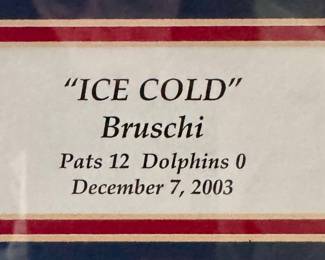 “ICE COLD”
Bruschi
Pats 12 Dolphins 0
December 7, 2003